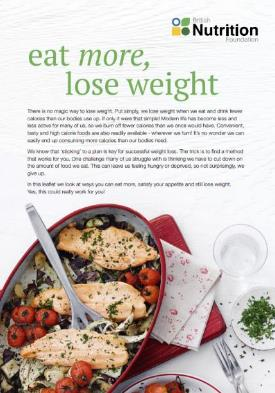 British
Nutrition
Foundation
eat more,
lose weight
There is no magic way to lose weight. Put simply, we lose weight when we eat and drink fewer
calories than our bodies use up. If only it were that simple! Modern life has become less and
less active for many of us, so we burn off fewer calories than we once would have. Convenient,
tasty and high calorie foods are also readily available - wherever we turn! It's no wonder we can
easily end up consuming more calories than our bodies need.
We know that 'sticking' to a plan is key for successful weight loss. The trick is to find a method
that works for you. One challenge many of us struggle with is thinking we have to cut down on
the amount of food we eat. This can leave us feeling hungry or deprived, so not surprisingly, we
give up.
In this leaflet we look at ways you can eat more, satisfy your appetite and still lose weight.
Yes, this could really work for you!